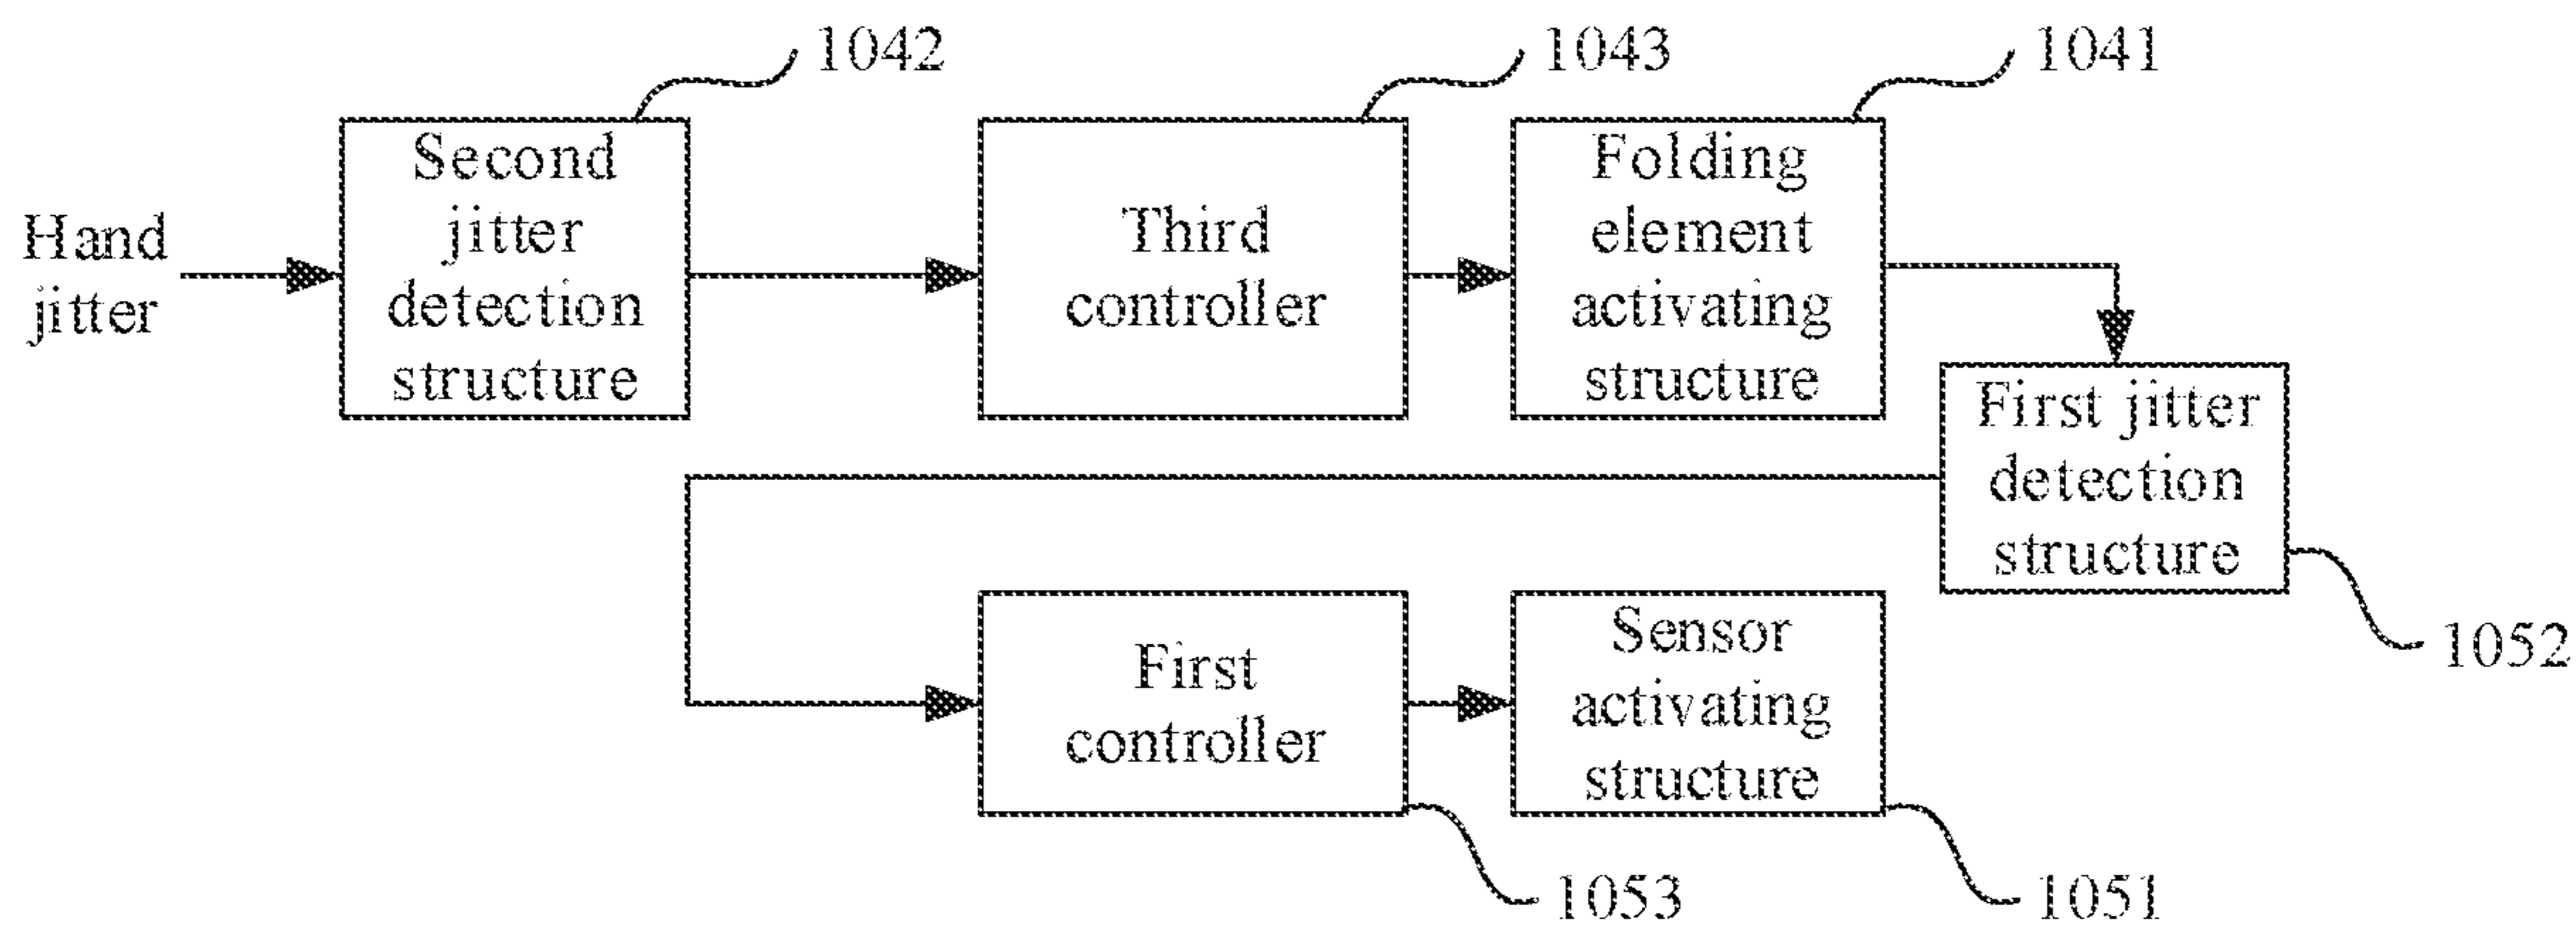 1042
1043
1041
Hand
jitter
Second
jitter
detection
structure
Third
controller
Folding
element
activating
structure
First jitter
detection
structure
1052
First
controller
Sensor
activating
structure
1053
1051